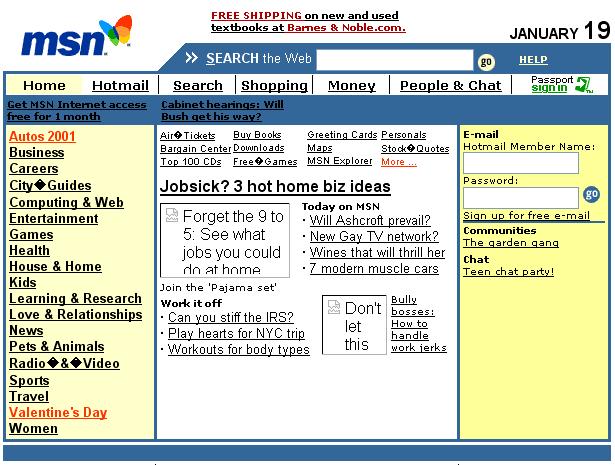 FREE SHIPPING on new and used
textbooks at Barnes & Noble.com.
JANUARY 19
msn
SEARCH the Web
go
HELP
Home
Hotmail
Search
Shopping
Money
People & Chat
Passport
sign in
Get MSN Internet access
free for 1 month
Cabinet hearings: Will
Bush get his way?
Autos 2001
Business
Careers
City�Guides
Computing & Web
Entertainment
Games
Health
House & Home
Kids
Learning & Research
Love & Relationships
News
Pets & Animals
Radio�&�Video
Sports
Travel
Valentine's Day
Women
Air�Tickets Buy Books Greeting Cards Personals
Bargain Center Downloads Maps Stock�Quotes
Top 100 CDs Free�Games MSN Explorer More ...
Jobsick? 3 hot home biz ideas
Forget the 9 to
5: See what
jobs you could
do at home
Join the 'Pajama set'
Today on MSN
· Will Ashcroft prevail?
· New Gay TV network?
· Wines that will thrill her
· 7 modern muscle cars
Work it off
· Can you stiff the IRS?
· Play hearts for NYC trip
· Workouts for body types
Don't
let
this
Bully
bosses:
How to
handle
work jerks
E-mail
Hotmail Member Name:
Password:
go
Sign up for free e-mail
Communities
The garden gang
Chat
Teen chat party!